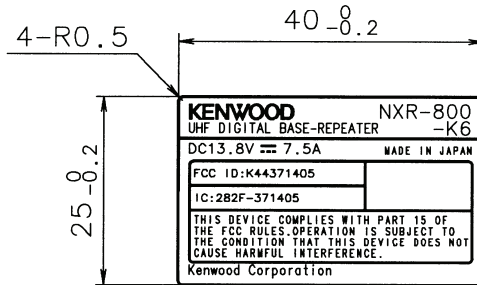 40 0 -0.2
4-R0.5
25 0 -0.2
KENWOOD NXR-800
UHF DIGITAL BASE-REPEATER -K6
DC13.8V ⎓ 7.5A MADE IN JAPAN
FCC ID:K44371405
IC:282F-371405
THIS DEVICE COMPLIES WITH PART 15 OF
THE FCC RULES.OPERATION IS SUBJECT TO
THE CONDITION THAT THIS DEVICE DOES NOT
CAUSE HARMFUL INTERFERENCE.
Kenwood Corporation